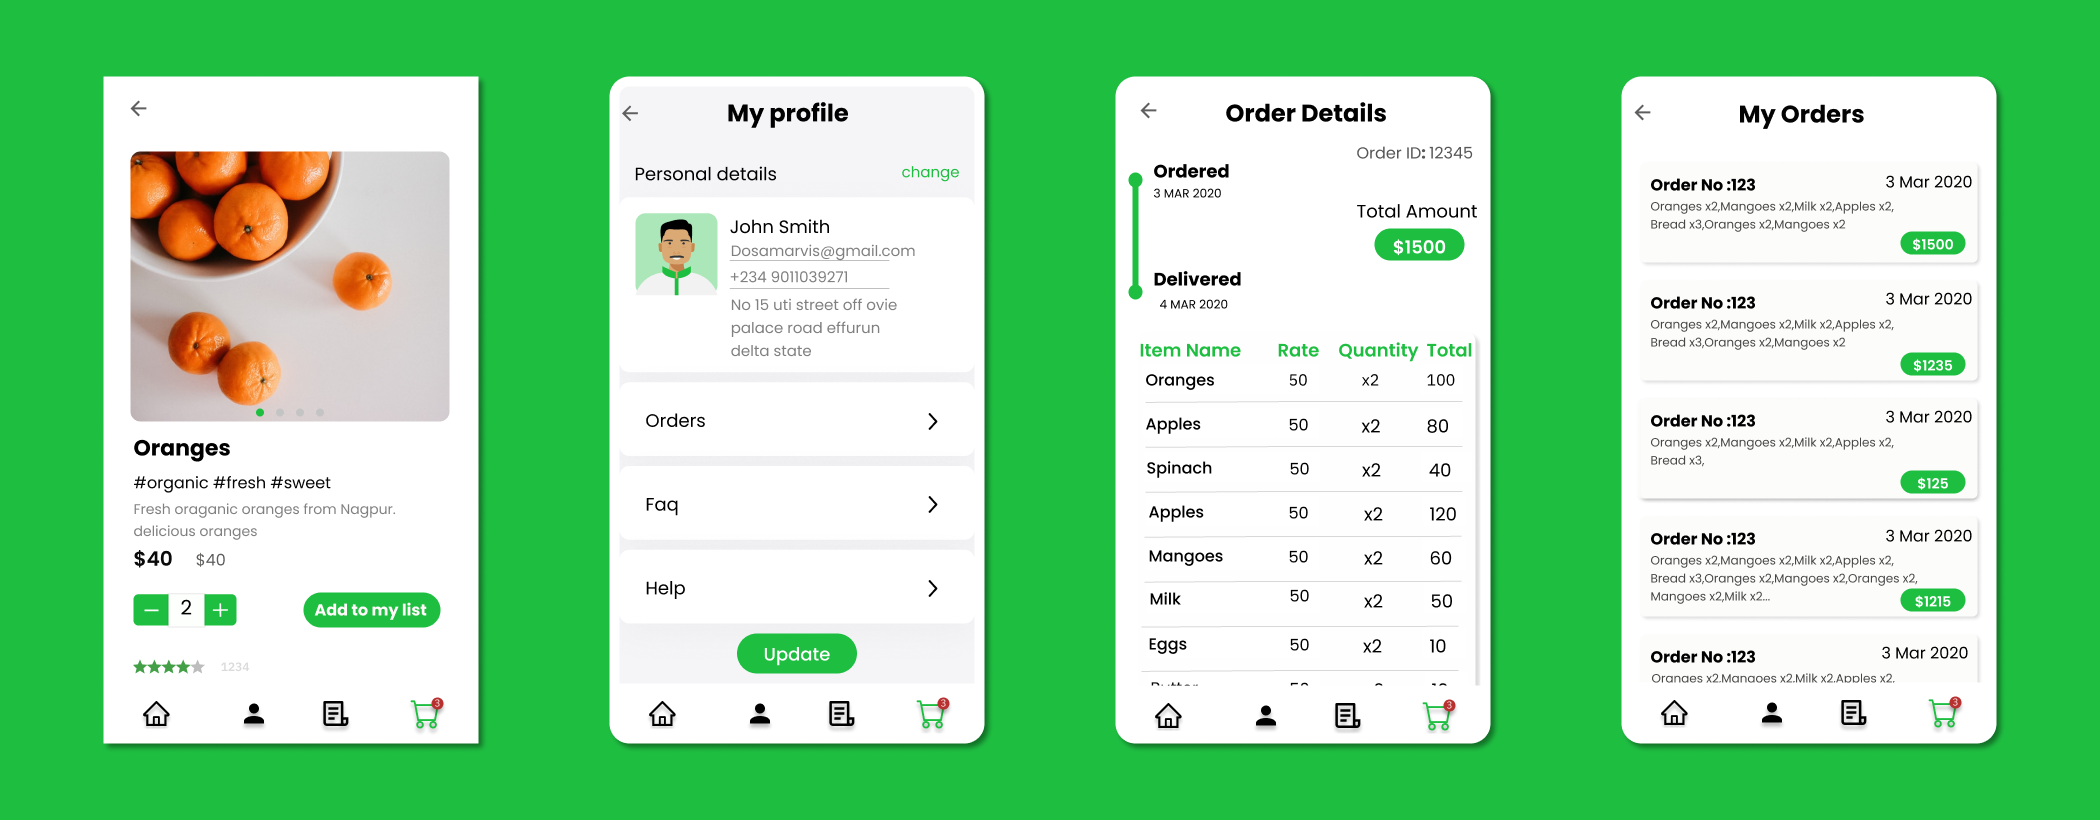 Oranges
#organic #fresh #sweet
Fresh oraganic oranges from Nagpur.
delicious oranges
$40 $40
2 Add to my list
1234
3
My profile
Personal details change
John Smith
Dosamarvis@gmail.com
+234 9011039271
No 15 uti street off ovie
palace road effurun
delta state
Orders
Faq
Help
Update
3
Order Details
Order ID: 12345
Ordered
3 MAR 2020
Total Amount
$1500
Delivered
4 MAR 2020
Item Name Rate Quantity Total
Oranges 50 x2 100
Apples 50 x2 80
Spinach 50 x2 40
Apples 50 x2 120
Mangoes 50 x2 60
Milk 50 x2 50
Eggs 50 x2 10
3
My Orders
Order No :123 3 Mar 2020
Oranges x2,Mangoes x2,Milk x2,Apples x2,
Bread x3,Oranges x2,Mangoes x2
$1500
Order No :123 3 Mar 2020
Oranges x2,Mangoes x2,Milk x2,Apples x2,
Bread x3,Oranges x2,Mangoes x2
$1235
Order No :123 3 Mar 2020
Oranges x2,Mangoes x2,Milk x2,Apples x2,
Bread x3,
$125
Order No :123 3 Mar 2020
Oranges x2,Mangoes x2,Milk x2,Apples x2,
Bread x3,Oranges x2,Mangoes x2,Oranges x2,
Mangoes x2,Milk x2...
$1215
Order No :123 3 Mar 2020
Oranges x2,Mangoes x2,Milk x2,Apples x2,
3